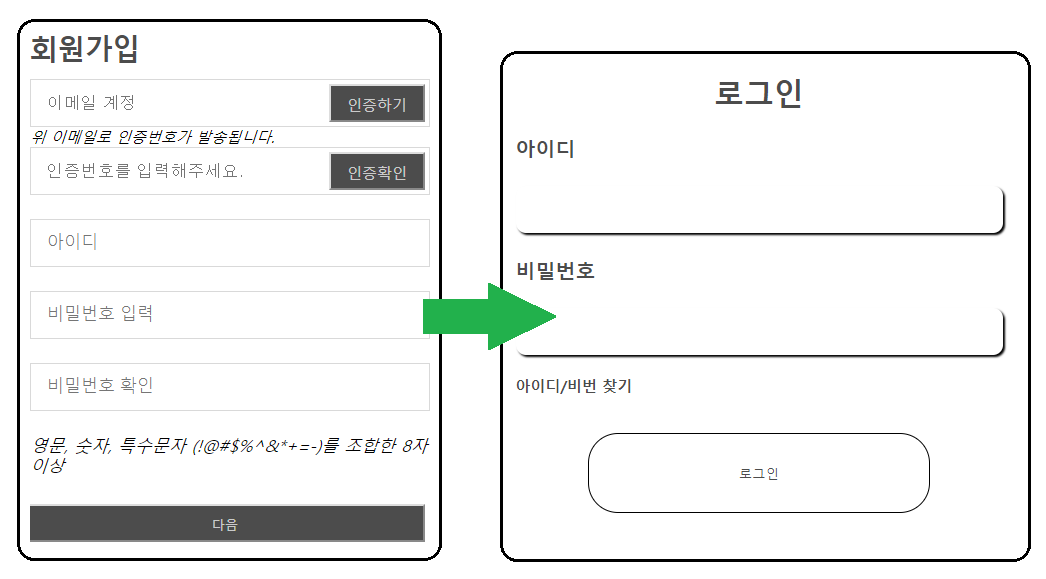 회원가입
이메일 계정
인증하기
위 이메일로 인증번호가 발송됩니다.
인증번호를 입력해주세요.
인증확인
아이디
비밀번호 입력
비밀번호 확인
영문, 숫자, 특수문자 (!@#$%^&*+=-)를 조합한 8자
이상
다음
로그인
아이디
비밀번호
아이디/비번 찾기
로그인